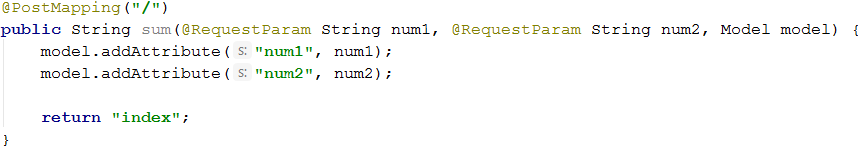 @PostMapping("/")
public String sum(@RequestParam String num1, @RequestParam String num2, Model model) {
    model.addAttribute( s: "num1", num1);
    model.addAttribute( s: "num2", num2);
    return "index";
}